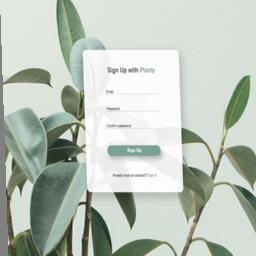 Sign Up with Planty
Email
Password
Confirm password
Sign Up
Already have an account? Sign In